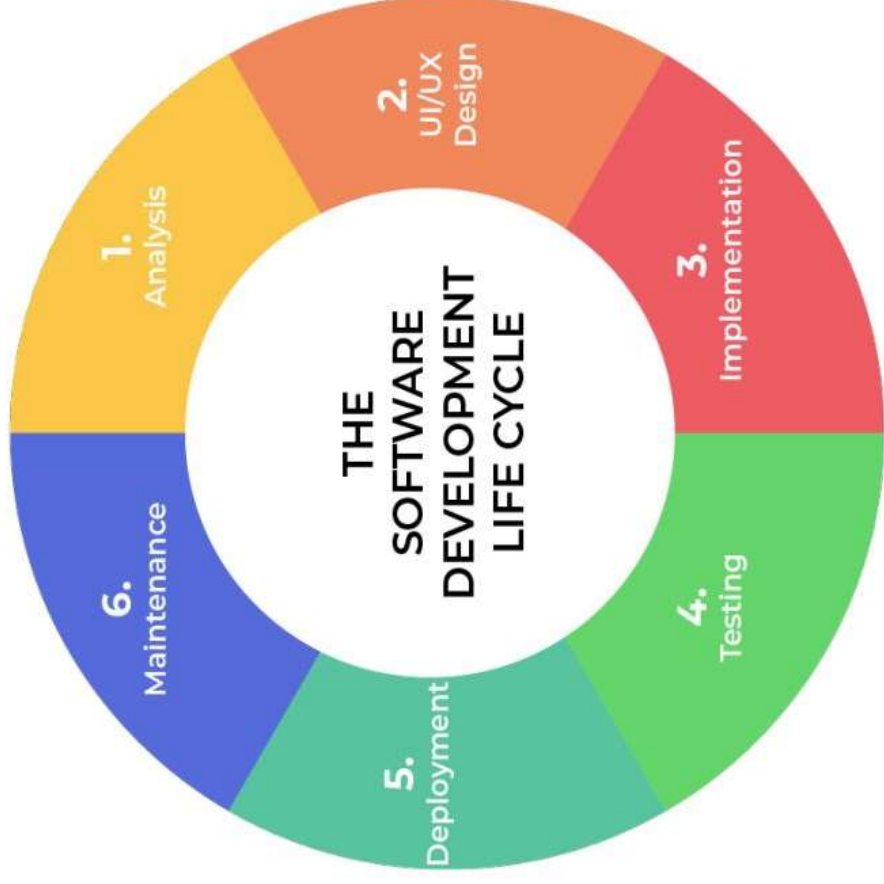 THE
SOFTWARE
DEVELOPMENT
LIFE CYCLE
1.
Analysis
2.
UI/UX
Design
3.
Implementation
4.
Testing
5.
Deployment
6.
Maintenance